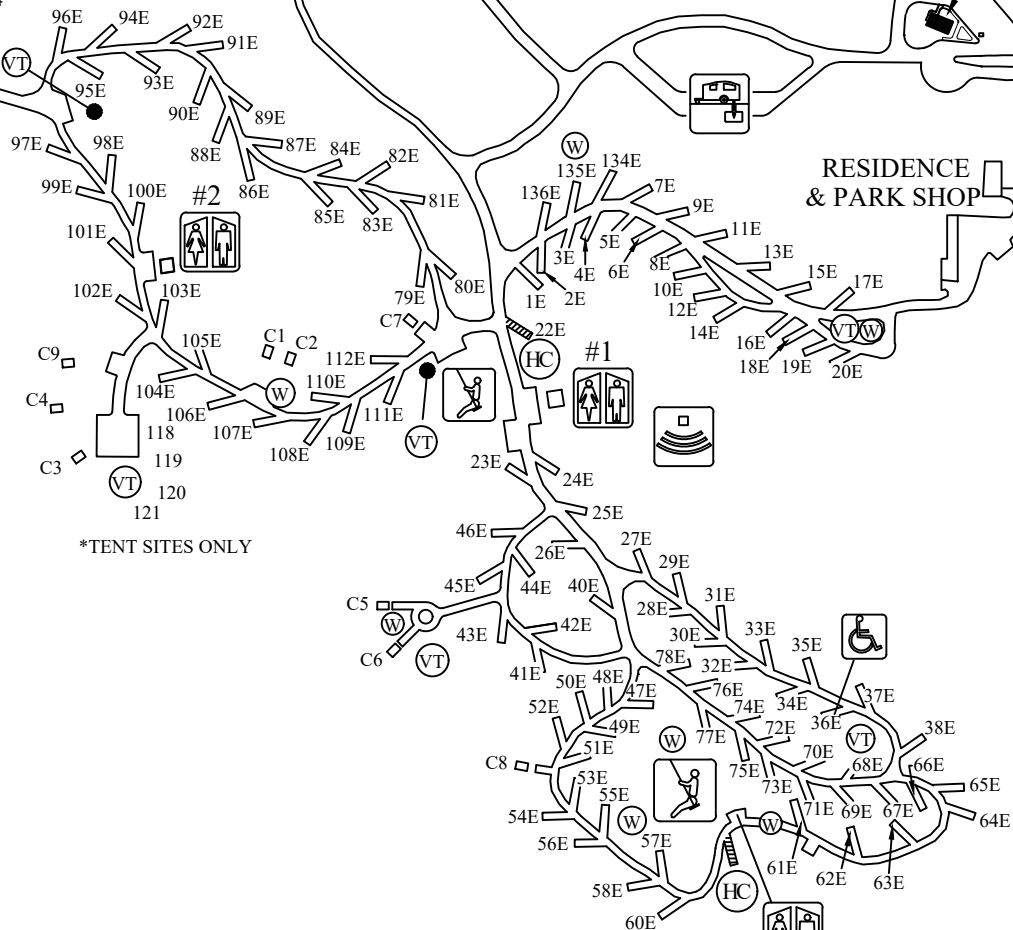 96E
94E
92E
91E
VT
95E
93E
90E
89E
88E
87E
86E
84E
82E
85E
83E
81E
97E
98E
99E
100E
#2
101E
102E
103E
79E
80E
W
136E
135E
134E
7E
9E
11E
13E
15E
17E
1E
2E
3E
4E
5E
6E
8E
10E
12E
14E
16E
18E
19E
20E
VT
W
RESIDENCE
& PARK SHOP
22E
HC
#1
C7
C1
C2
C9
C4
C3
105E
104E
106E
107E
W
112E
110E
111E
109E
108E
VT
118
119
120
121
VT
*TENT SITES ONLY
23E
24E
25E
46E
26E
45E
44E
40E
27E
29E
28E
31E
30E
33E
32E
35E
34E
36E
37E
38E
C5
W
C6
VT
43E
42E
41E
78E
76E
77E
74E
75E
72E
73E
70E
71E
68E
69E
66E
67E
65E
64E
VT
48E
47E
50E
49E
52E
51E
C8
53E
54E
55E
56E
57E
58E
60E
W
W
W
61E
62E
63E
HC